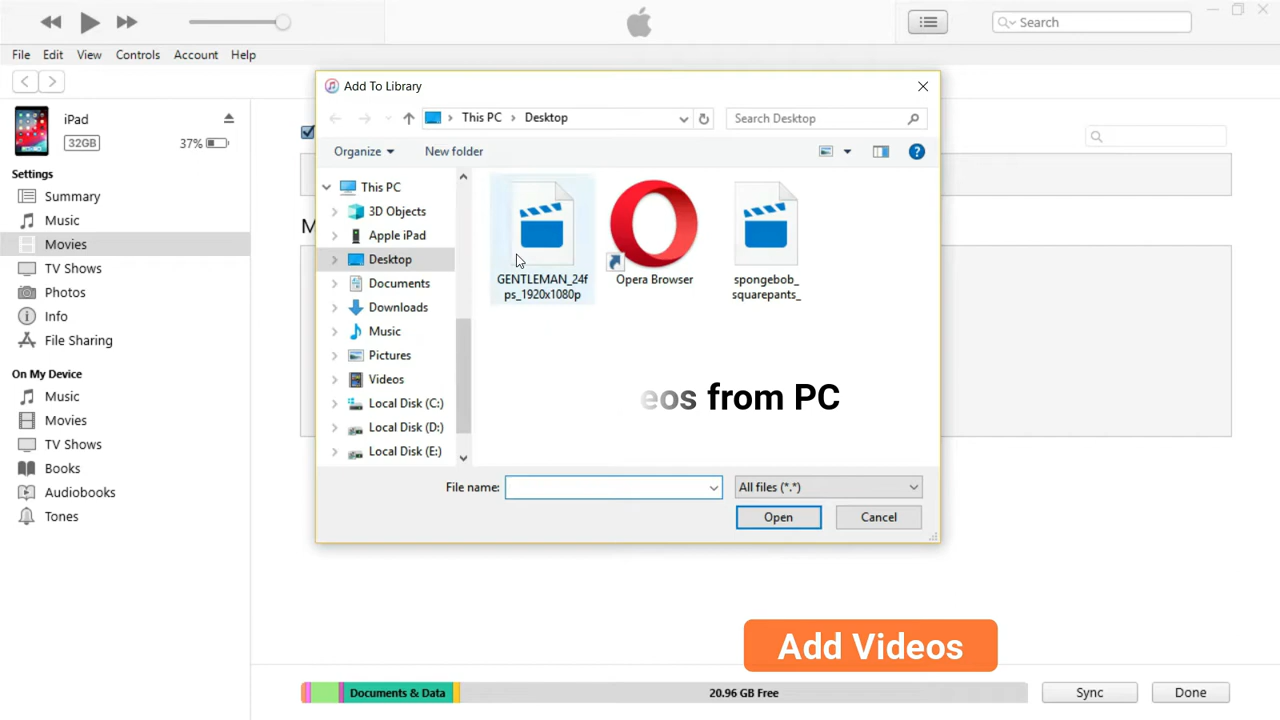 Search
File Edit View Controls Account Help
Add To Library
This PC Desktop
Search Desktop
Organize
New folder
iPad
32GB
37%
Settings
Summary
Music
Movies
TV Shows
Photos
Info
File Sharing
On My Device
Music
Movies
TV Shows
Books
Audiobooks
Tones
This PC
3D Objects
Apple iPad
Desktop
Documents
Downloads
Music
Pictures
Videos
Local Disk (C:)
Local Disk (D:)
Local Disk (E:)
GENTLEMAN_24f
ps_1920x1080p
Opera Browser
spongebob_
squarepants_
eos from PC
File name:
All files (*.*)
Open
Cancel
M
Add Videos
Documents & Data
20.96 GB Free
Sync
Done